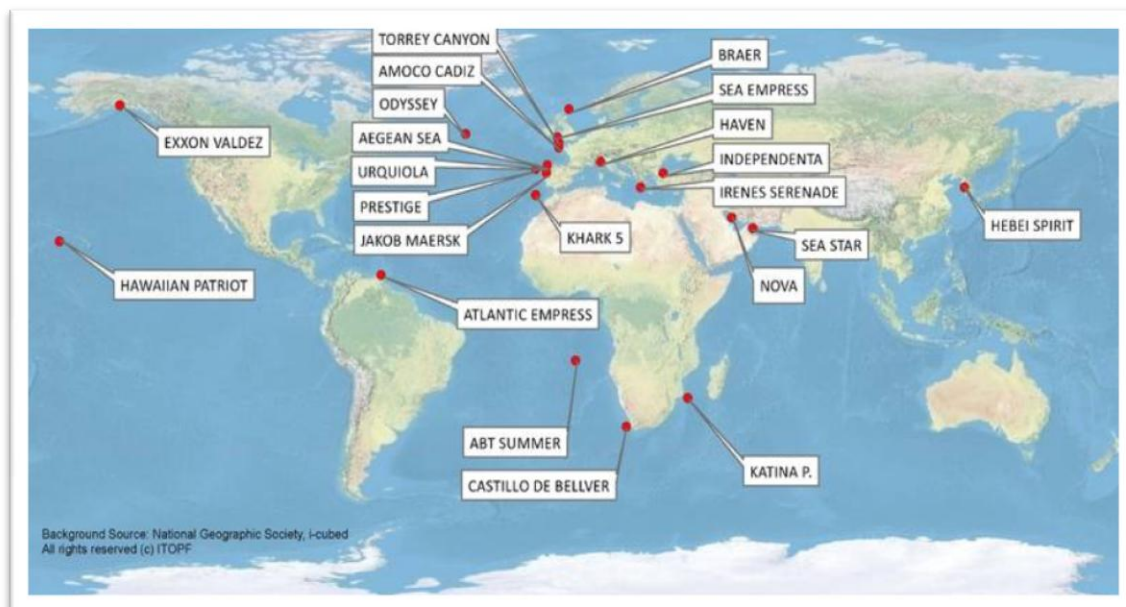 TORREY CANYON
AMOCO CADIZ
ODYSSEY
AEGEAN SEA
URQUIOLA
PRESTIGE
JAKOB MAERSK
BRAER
SEA EMPRESS
HAVEN
INDEPENDENTA
IRENES SERENADE
EXXON VALDEZ
HAWAIIAN PATRIOT
KHARK 5
SEA STAR
NOVA
HEBEI SPIRIT
ATLANTIC EMPRESS
ABT SUMMER
CASTILLO DE BELLVER
KATINA P.
Background Source: National Geographic Society, i-cubed
All rights reserved (c) ITOPF